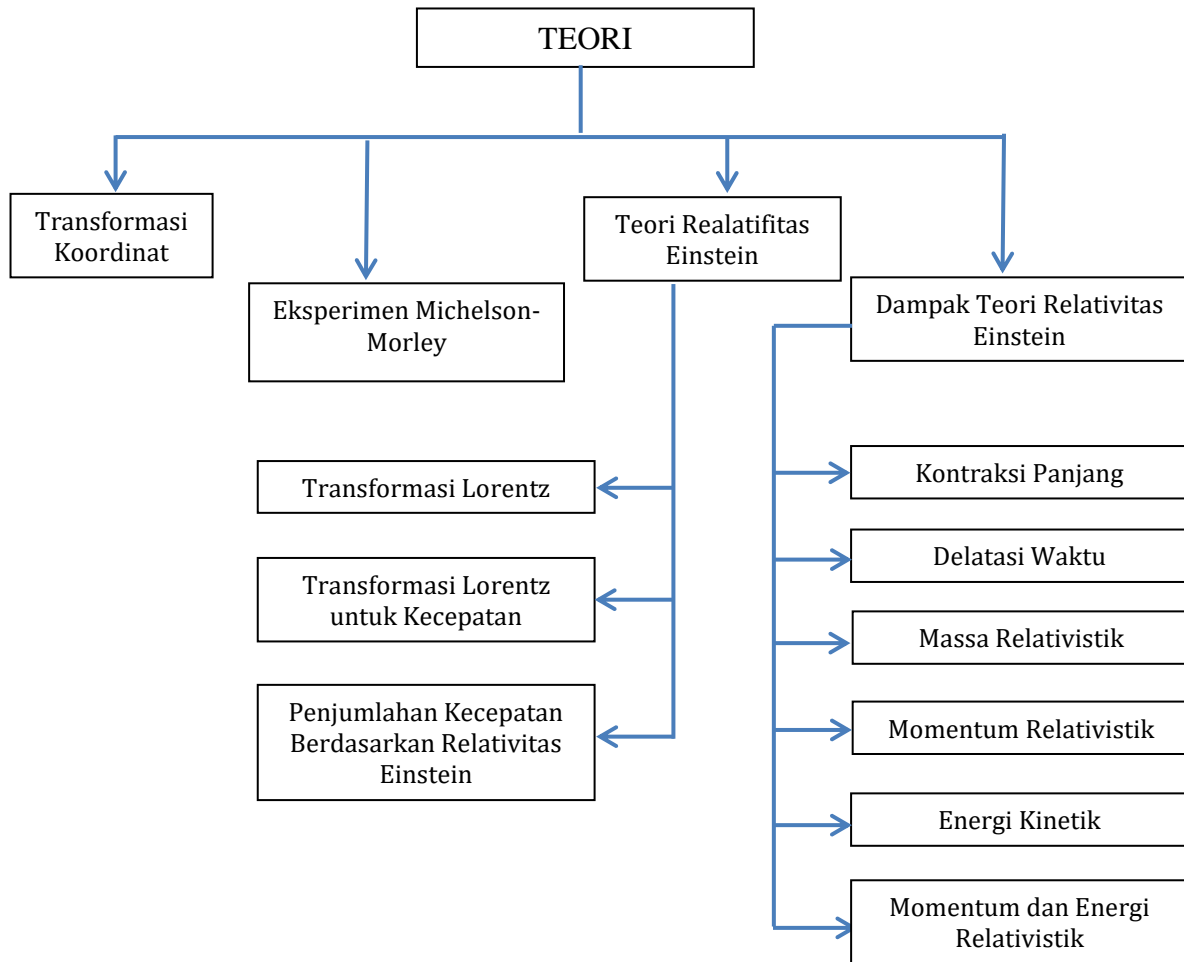 TEORI
Transformasi
Koordinat
Eksperimen Michelson-
Morley
Teori Realatifitas
Einstein
Dampak Teori Relativitas
Einstein
Transformasi Lorentz
Transformasi Lorentz
untuk Kecepatan
Penjumlahan Kecepatan
Berdasarkan Relativitas
Einstein
Kontraksi Panjang
Delatasi Waktu
Massa Relativistik
Momentum Relativistik
Energi Kinetik
Momentum dan Energi
Relativistik